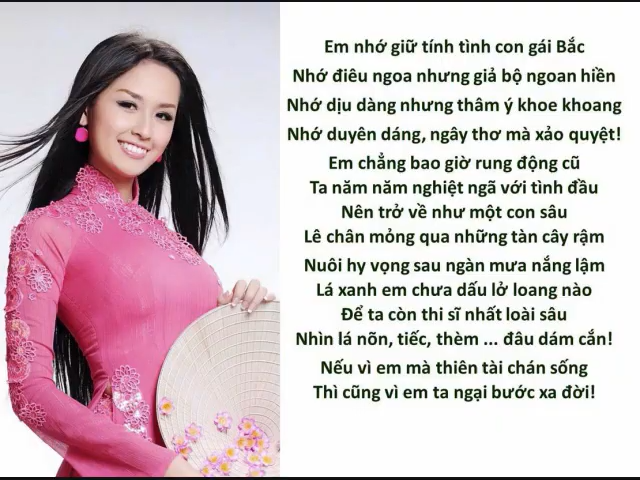 Em nhớ giữ tính tình con gái Bắc
Nhớ điêu ngoa nhưng giả bộ ngoan hiền
Nhớ dịu dàng nhưng thâm ý khoe khoang
Nhớ duyên dáng, ngây thơ mà xảo quyệt!
Em chẳng bao giờ rung động cũ
Ta năm năm nghiệt ngã với tình đầu
Nên trở về như một con sâu
Lê chân mỏng qua những tàn cây rậm
Nuôi hy vọng sau ngàn mưa nắng lậm
Lá xanh em chưa dấu lở loang nào
Để ta còn thi sĩ nhất loài sâu
Nhìn lá nõn, tiếc, thèm ... đâu dám cắn!
Nếu vì em mà thiên tài chán sống
Thì cũng vì em ta ngại bước xa đời!